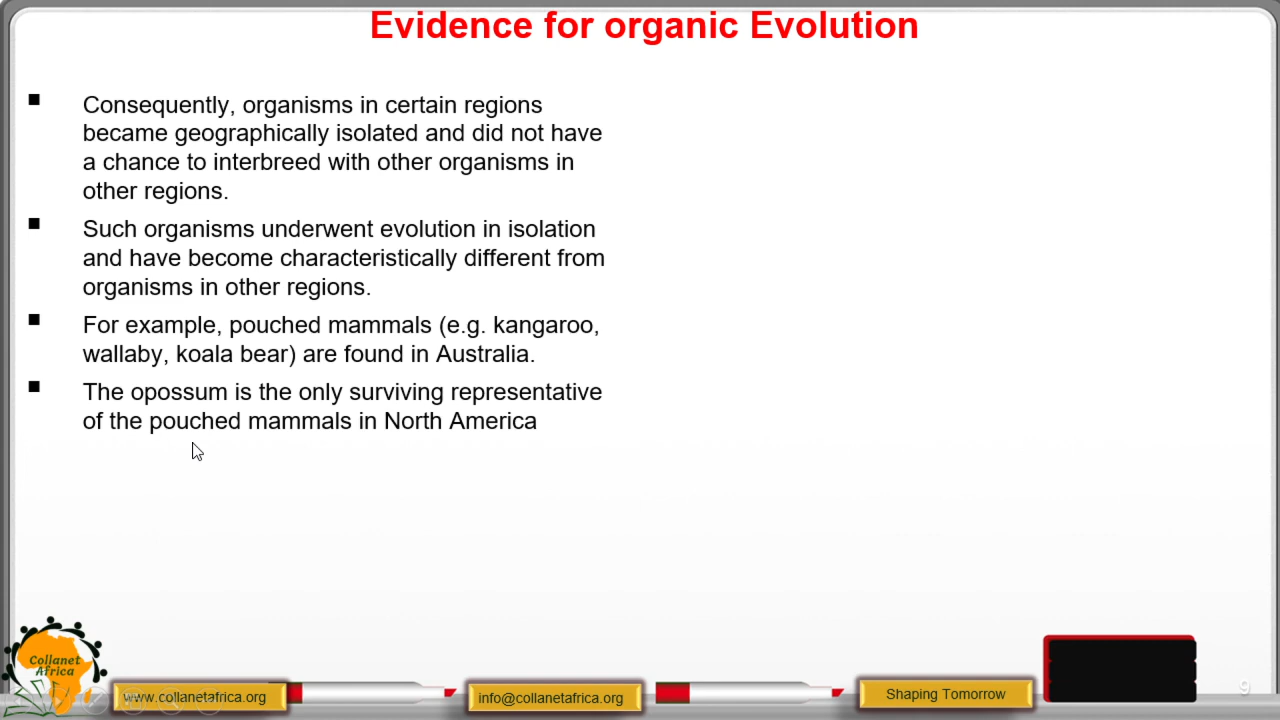 Evidence for organic Evolution
Consequently, organisms in certain regions
became geographically isolated and did not have
a chance to interbreed with other organisms in
other regions.
Such organisms underwent evolution in isolation
and have become characteristically different from
organisms in other regions.
For example, pouched mammals (e.g. kangaroo,
wallaby, koala bear) are found in Australia.
The opossum is the only surviving representative
of the pouched mammals in North America
Collanet
Africa
www.collanetafrica.org
info@collanetafrica.org
Shaping Tomorrow
9